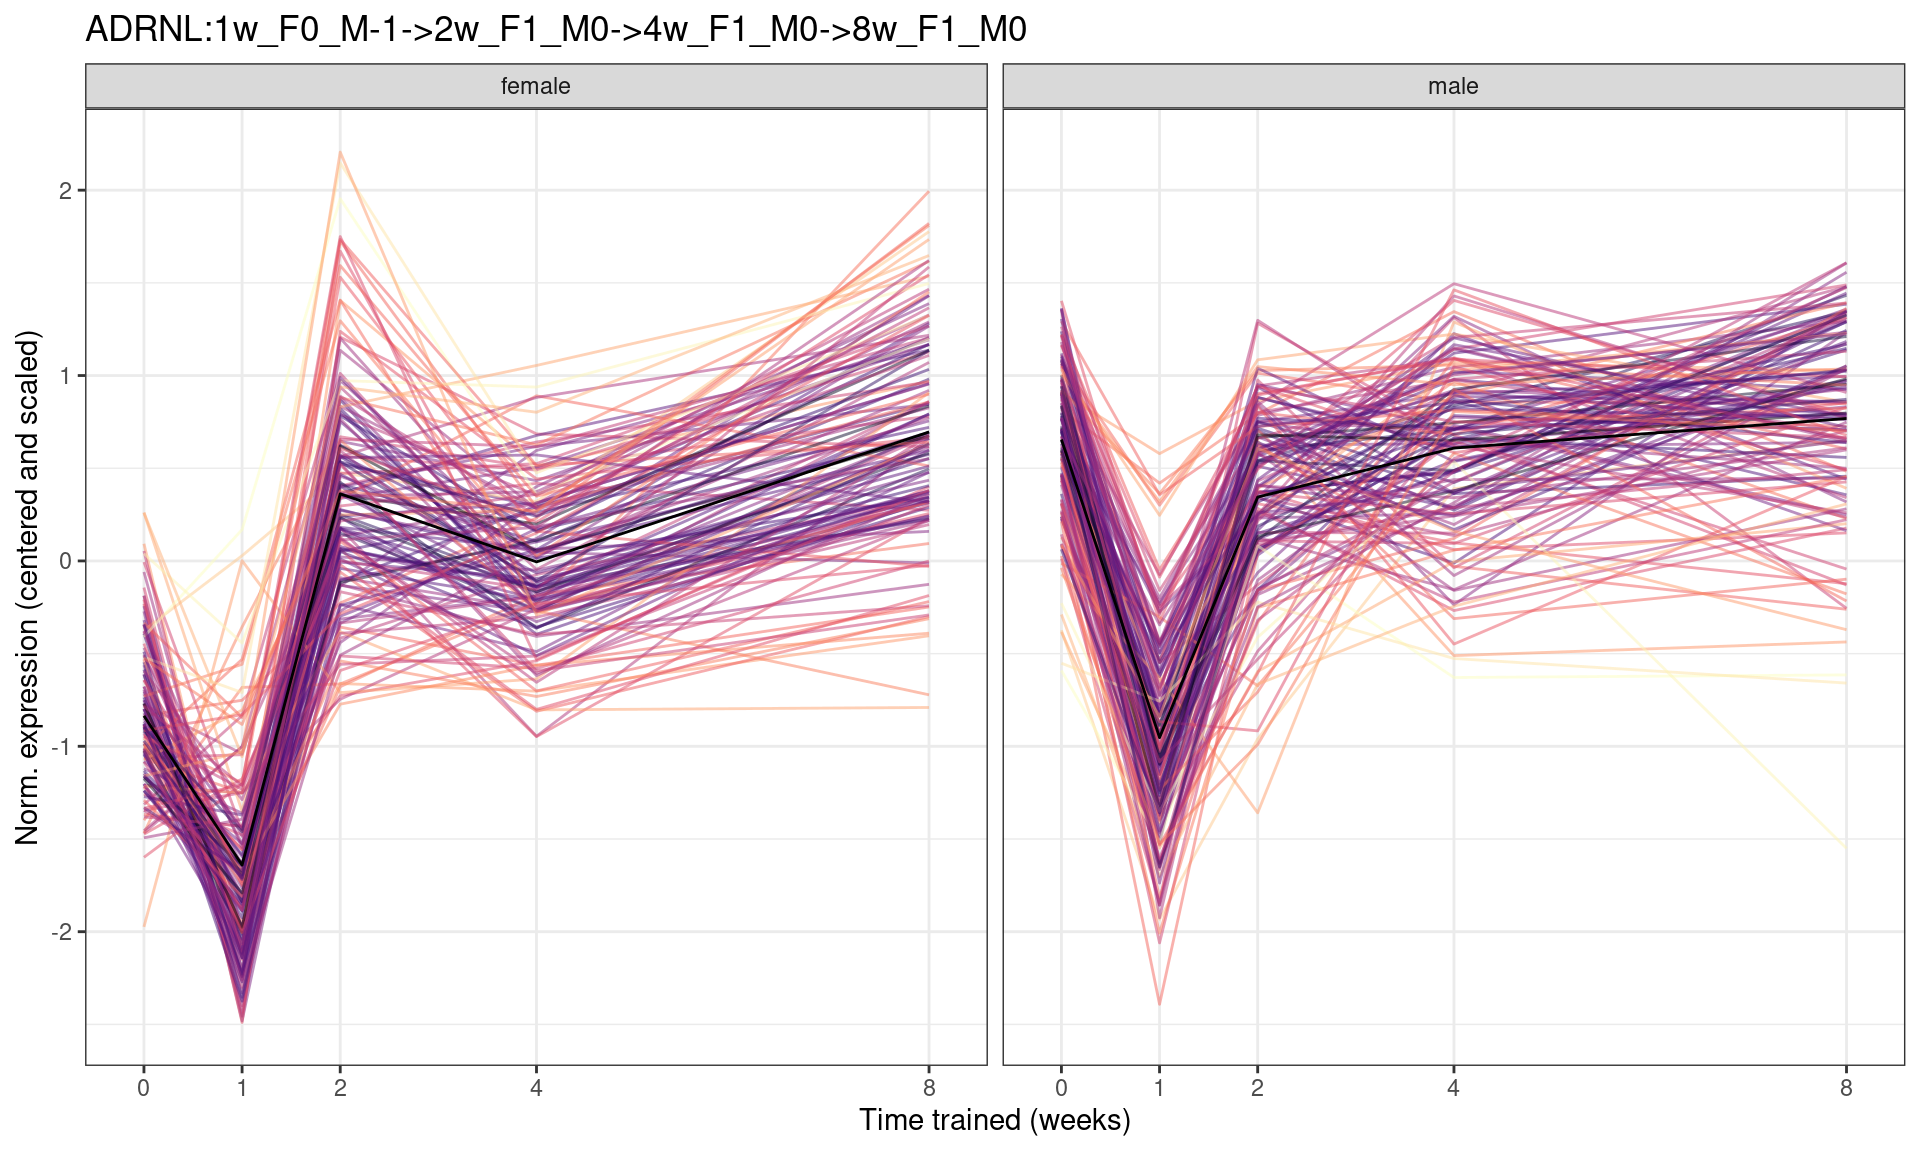 ADRNL:1w_F0_M-1->2w_F1_M0->4w_F1_M0->8w_F1_M0
female
male
Norm. expression (centered and scaled)
2
1
0
-1
-2
0 1 2 4 8
0 1 2 4 8
Time trained (weeks)